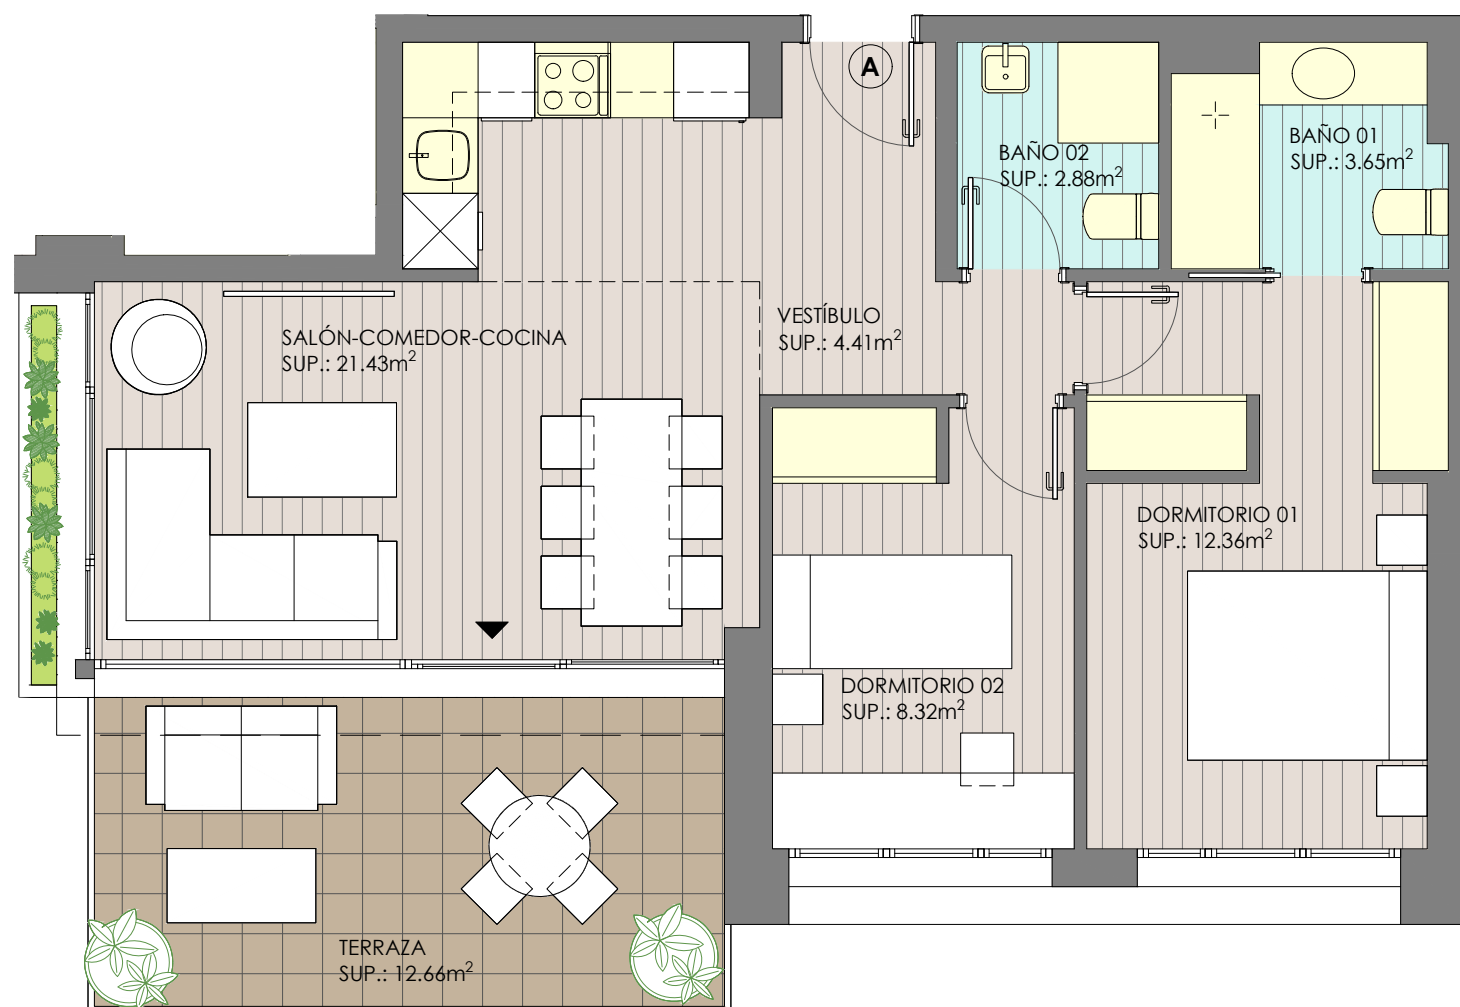 A
BAÑO 02
SUP.: 2.88m²
BAÑO 01
SUP.: 3.65m²
VESTÍBULO
SUP.: 4.41m²
SALÓN-COMEDOR-COCINA
SUP.: 21.43m²
DORMITORIO 01
SUP.: 12.36m²
DORMITORIO 02
SUP.: 8.32m²
TERRAZA
SUP.: 12.66m²